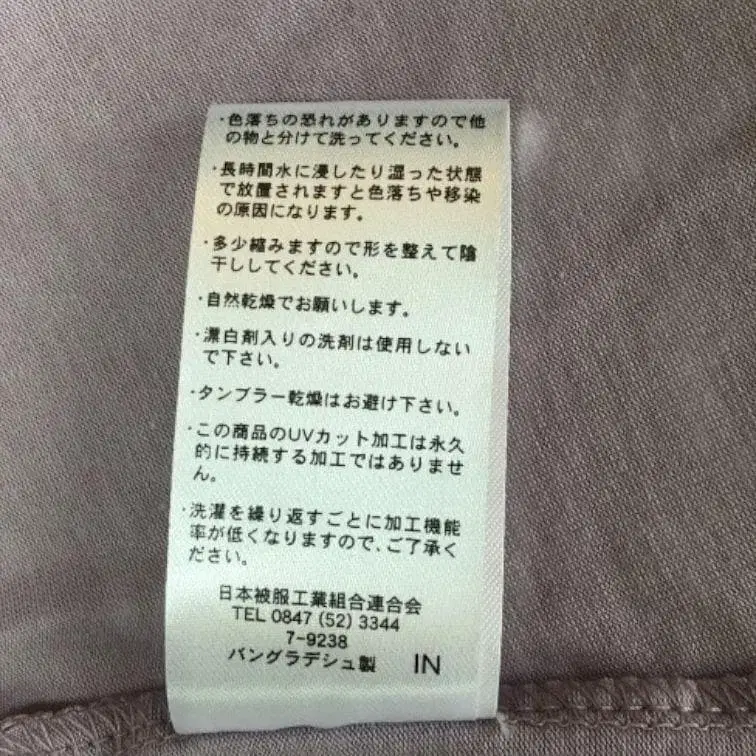 ・色落ちの恐れがありますので他
の物と分けて洗ってください。
・長時間水に浸したり湿った状態
で放置されますと色落ちや移染
の原因になります。
・多少縮みますので形を整えて陰
干ししてください。
・自然乾燥でお願いします。
・漂白剤入りの洗剤は使用しない
で下さい。
・タンブラー乾燥はお避け下さい。
・この商品のUVカット加工は永久
的に持続する加工ではありませ
ん。
・洗濯を繰り返すごとに加工機能
率が低くなりますので、ご了承く
ださい。
日本被服工業組合連合会
TEL 0847 (52) 3344
7-9238
バングラデシュ製 IN